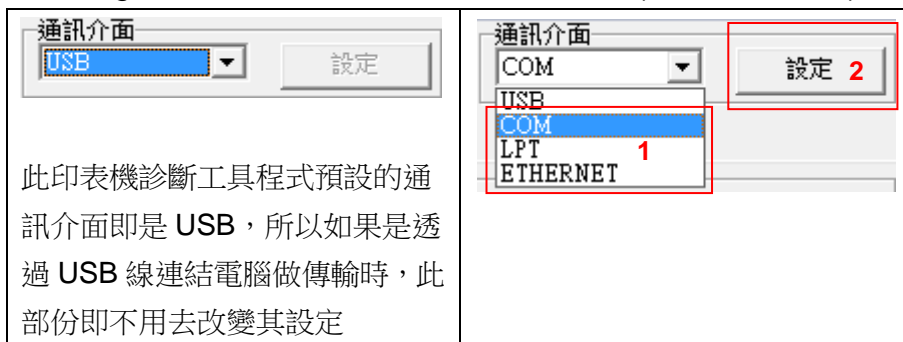 通訊介面
USB
設定
此印表機診斷工具程式預設的通
訊介面即是 USB，所以如果是透
過 USB 線連結電腦做傳輸時，此
部份即不用去改變其設定
通訊介面
COM
設定 2
USB
COM
LPT 1
ETHERNET